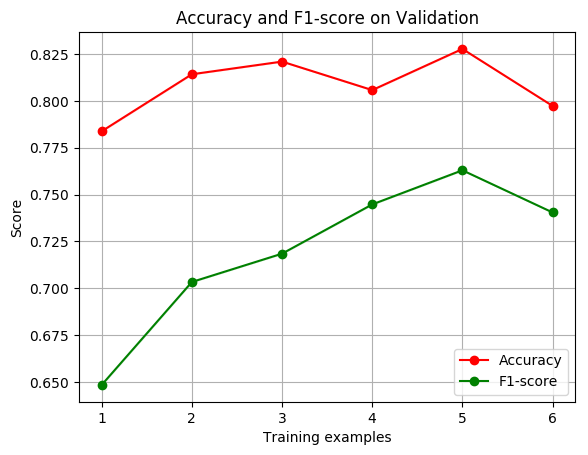 Accuracy and F1-score on Validation
Score
0.825
0.800
0.775
0.750
0.725
0.700
0.675
0.650
1 2 3 4 5 6
Training examples
Accuracy
F1-score